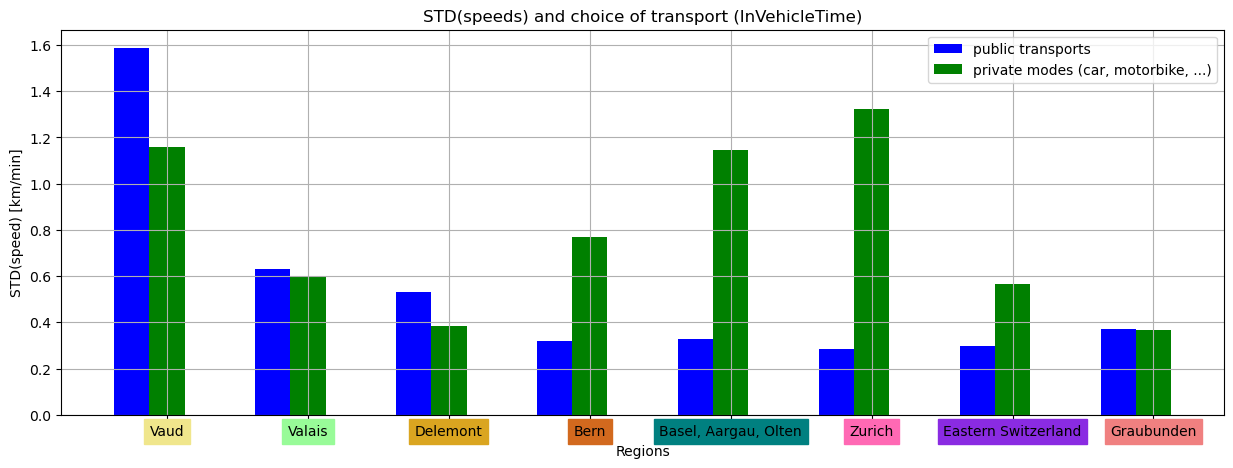 STD(speeds) and choice of transport (InVehicleTime)
public transports
private modes (car, motorbike, ...)
STD(speed) [km/min]
1.6
1.4
1.2
1.0
0.8
0.6
0.4
0.2
0.0
Vaud
Valais
Delemont
Bern
Basel, Aargau, Olten
Zurich
Eastern Switzerland
Graubunden
Regions